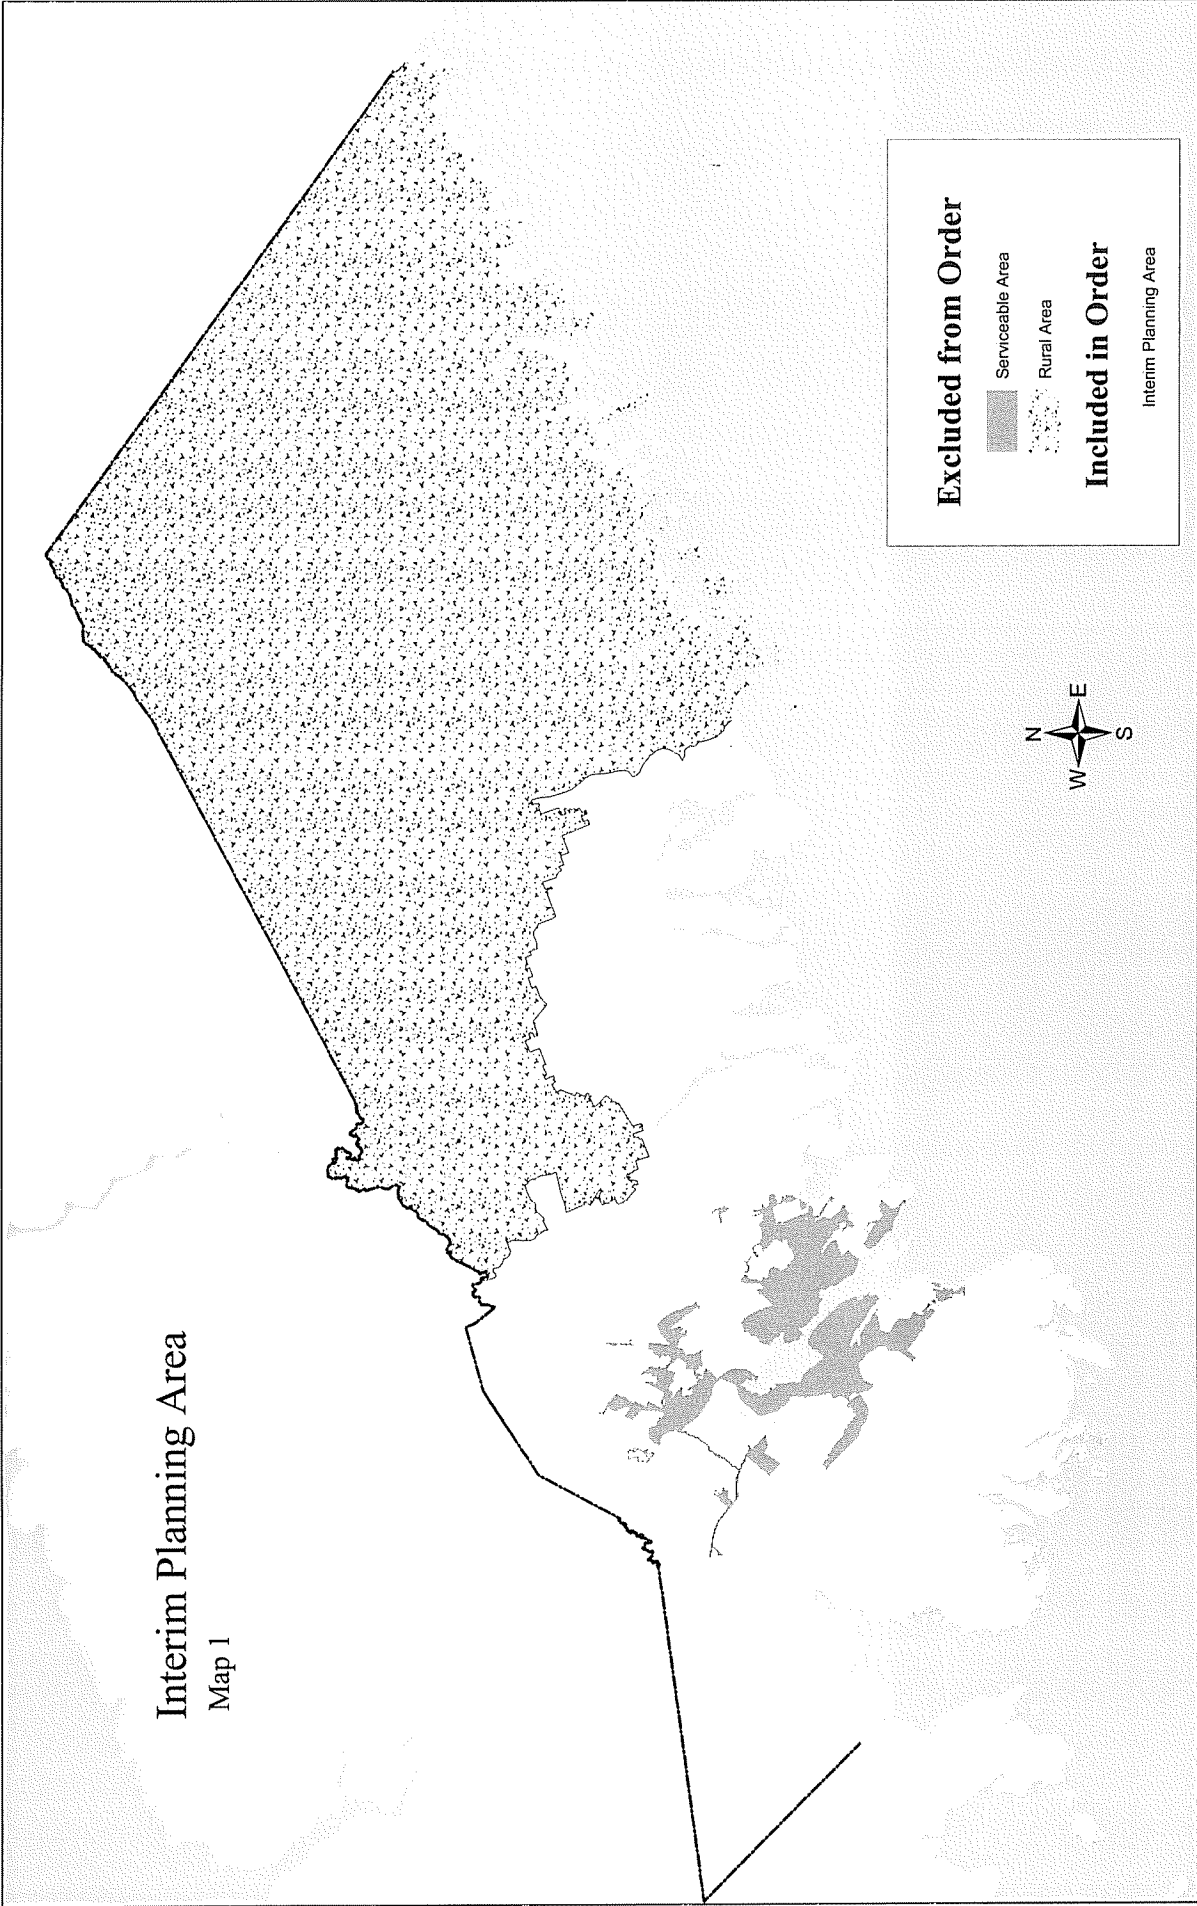 Interim Planning Area
Map 1
N
W
E
S
Excluded from Order
Serviceable Area
Rural Area
Included in Order
Interim Planning Area